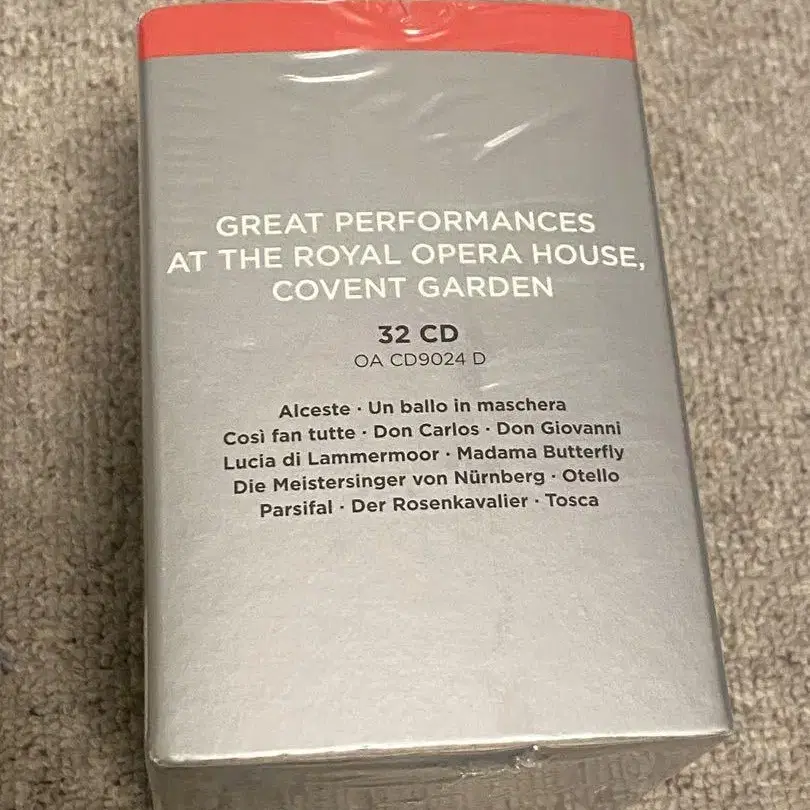 GREAT PERFORMANCES
AT THE ROYAL OPERA HOUSE,
COVENT GARDEN
32 CD
OA CD9024 D
Alceste · Un ballo in maschera
Così fan tutte · Don Carlos · Don Giovanni
Lucia di Lammermoor · Madama Butterfly
Die Meistersinger von Nürnberg · Otello
Parsifal · Der Rosenkavalier · Tosca